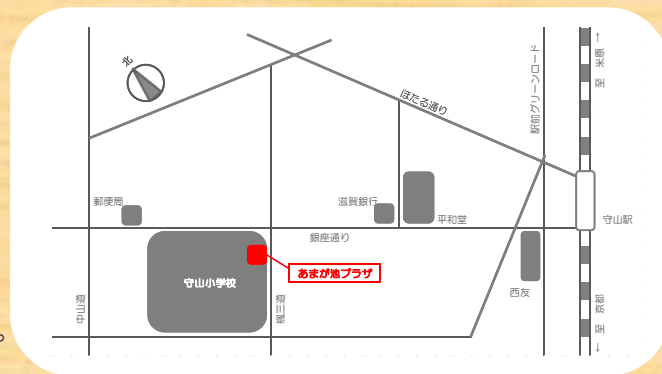 北
ほたる通り
駅前グリーンロード
至 米原 →
郵便局
滋賀銀行
平和堂
守山駅
銀座通り
守山小学校
あまが池プラザ
西友
中山道
← 至 京都